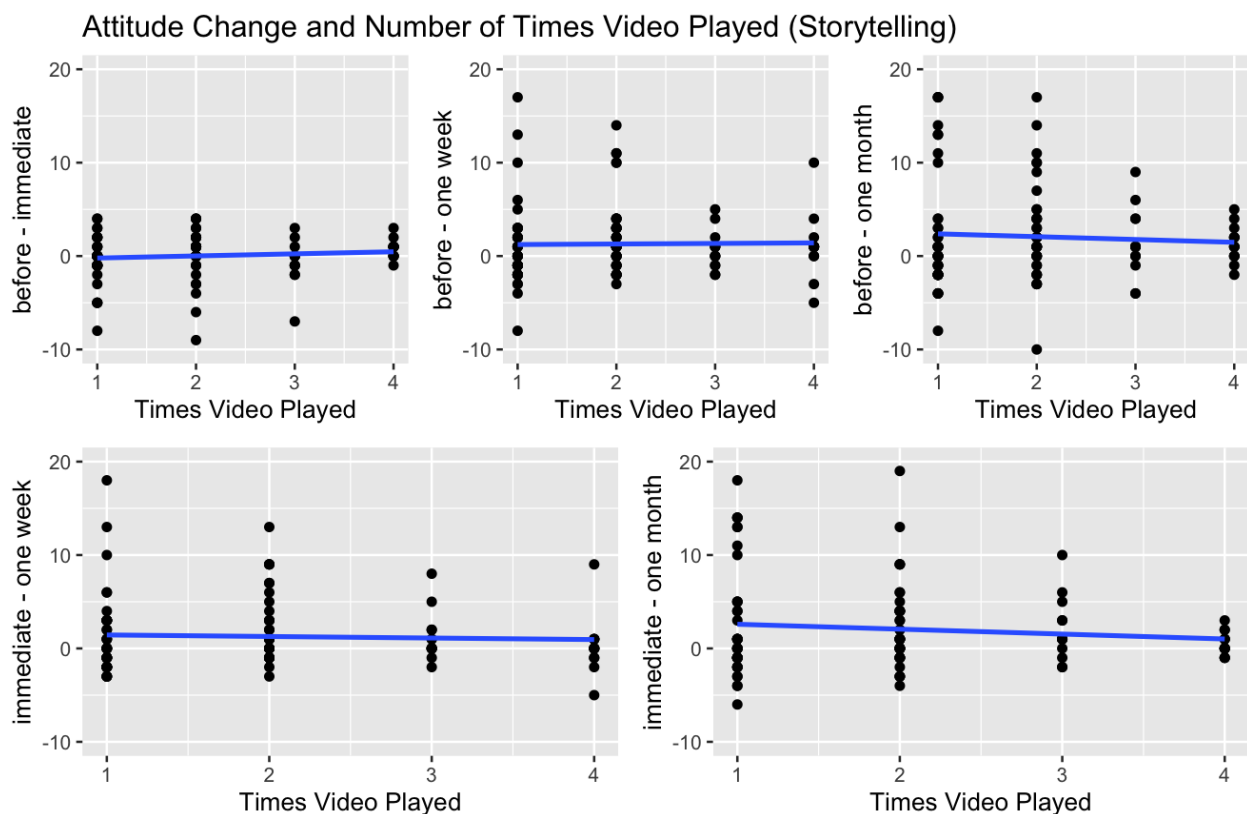 Attitude Change and Number of Times Video Played (Storytelling)
before - immediate
20
10
0
-10
1 2 3 4
Times Video Played
before - one week
20
10
0
-10
1 2 3 4
Times Video Played
before - one month
20
10
0
-10
1 2 3 4
Times Video Played
immediate - one week
20
10
0
-10
1 2 3 4
Times Video Played
immediate - one month
20
10
0
-10
1 2 3 4
Times Video Played